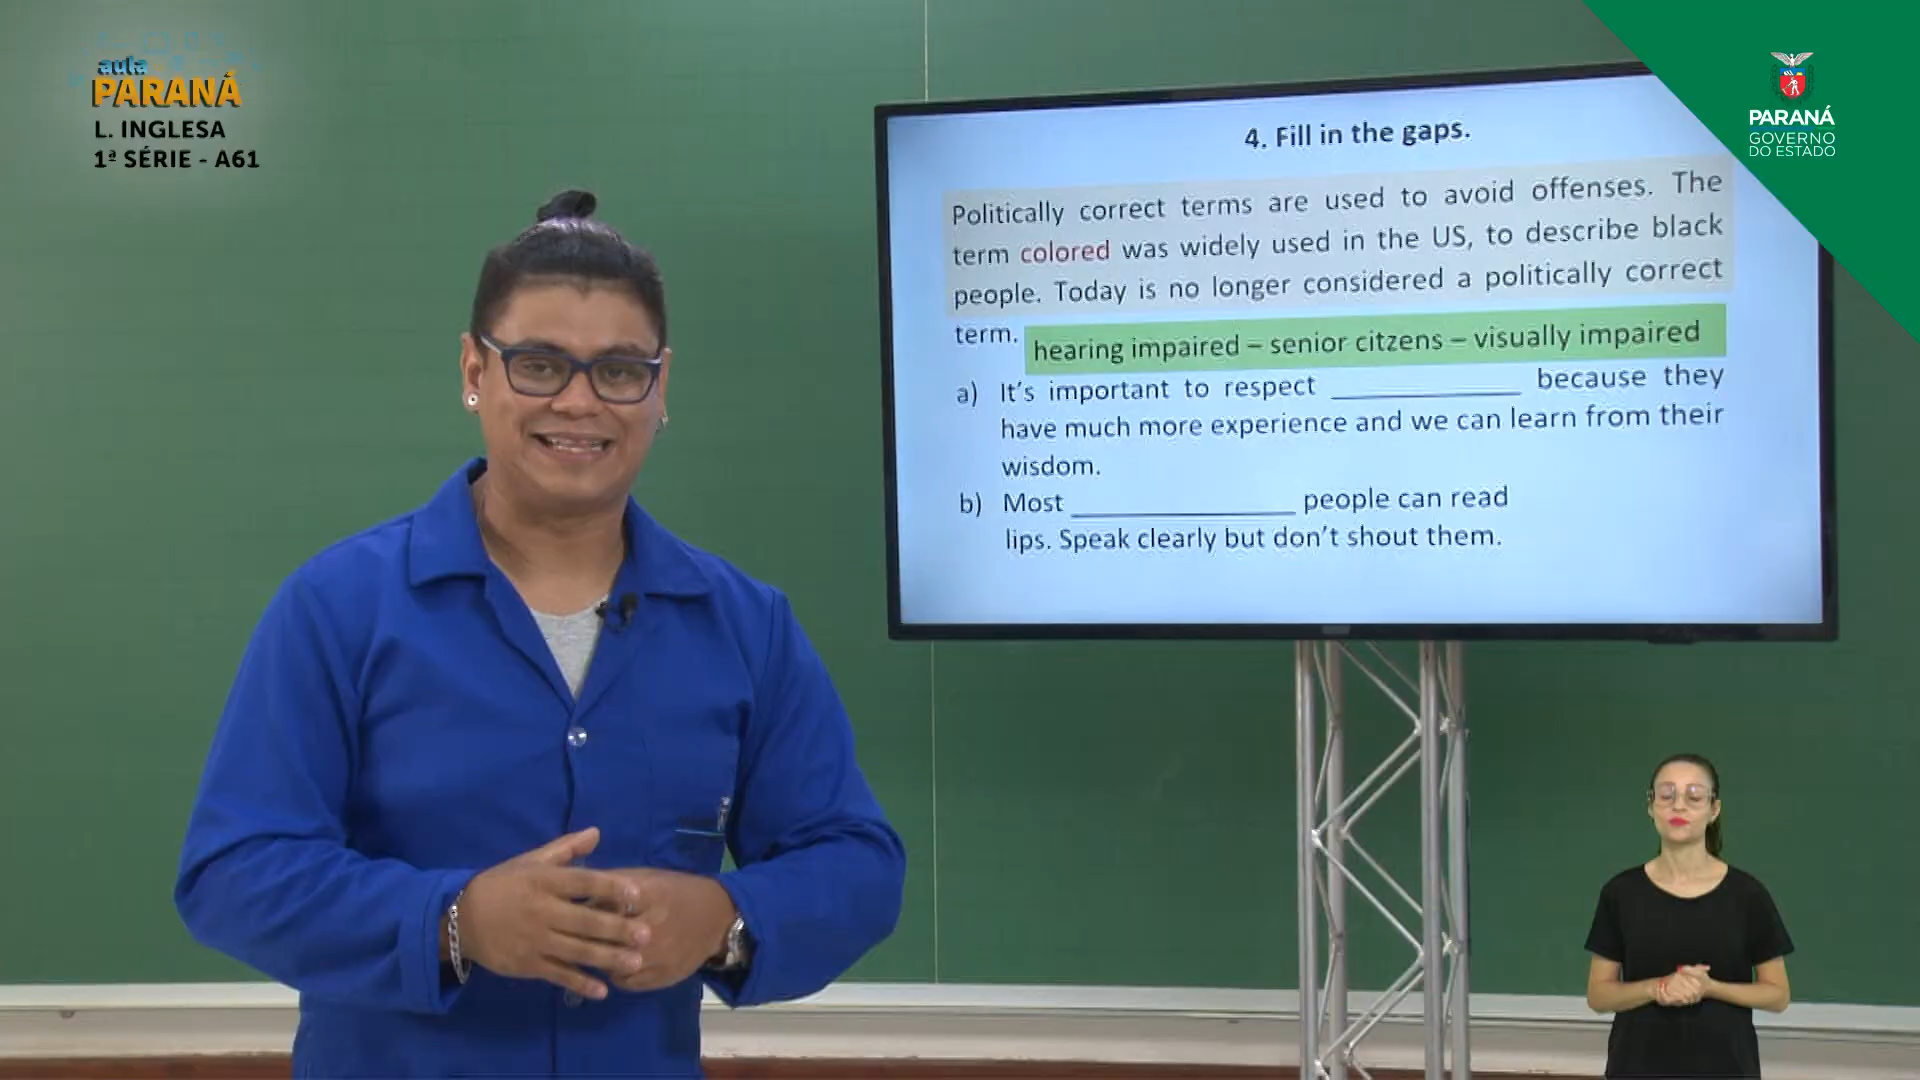 aula
PARANÁ
L. INGLESA
1ª SÉRIE - A61
PARANÁ
GOVERNO
DO ESTADO
4. Fill in the gaps.
Politically correct terms are used to avoid offenses. The
term colored was widely used in the US, to describe black
people. Today is no longer considered a politically correct
term.
hearing impaired – senior citzens – visually impaired
a) It's important to respect ____________ because they
have much more experience and we can learn from their
wisdom.
b) Most ______________ people can read
lips. Speak clearly but don't shout them.